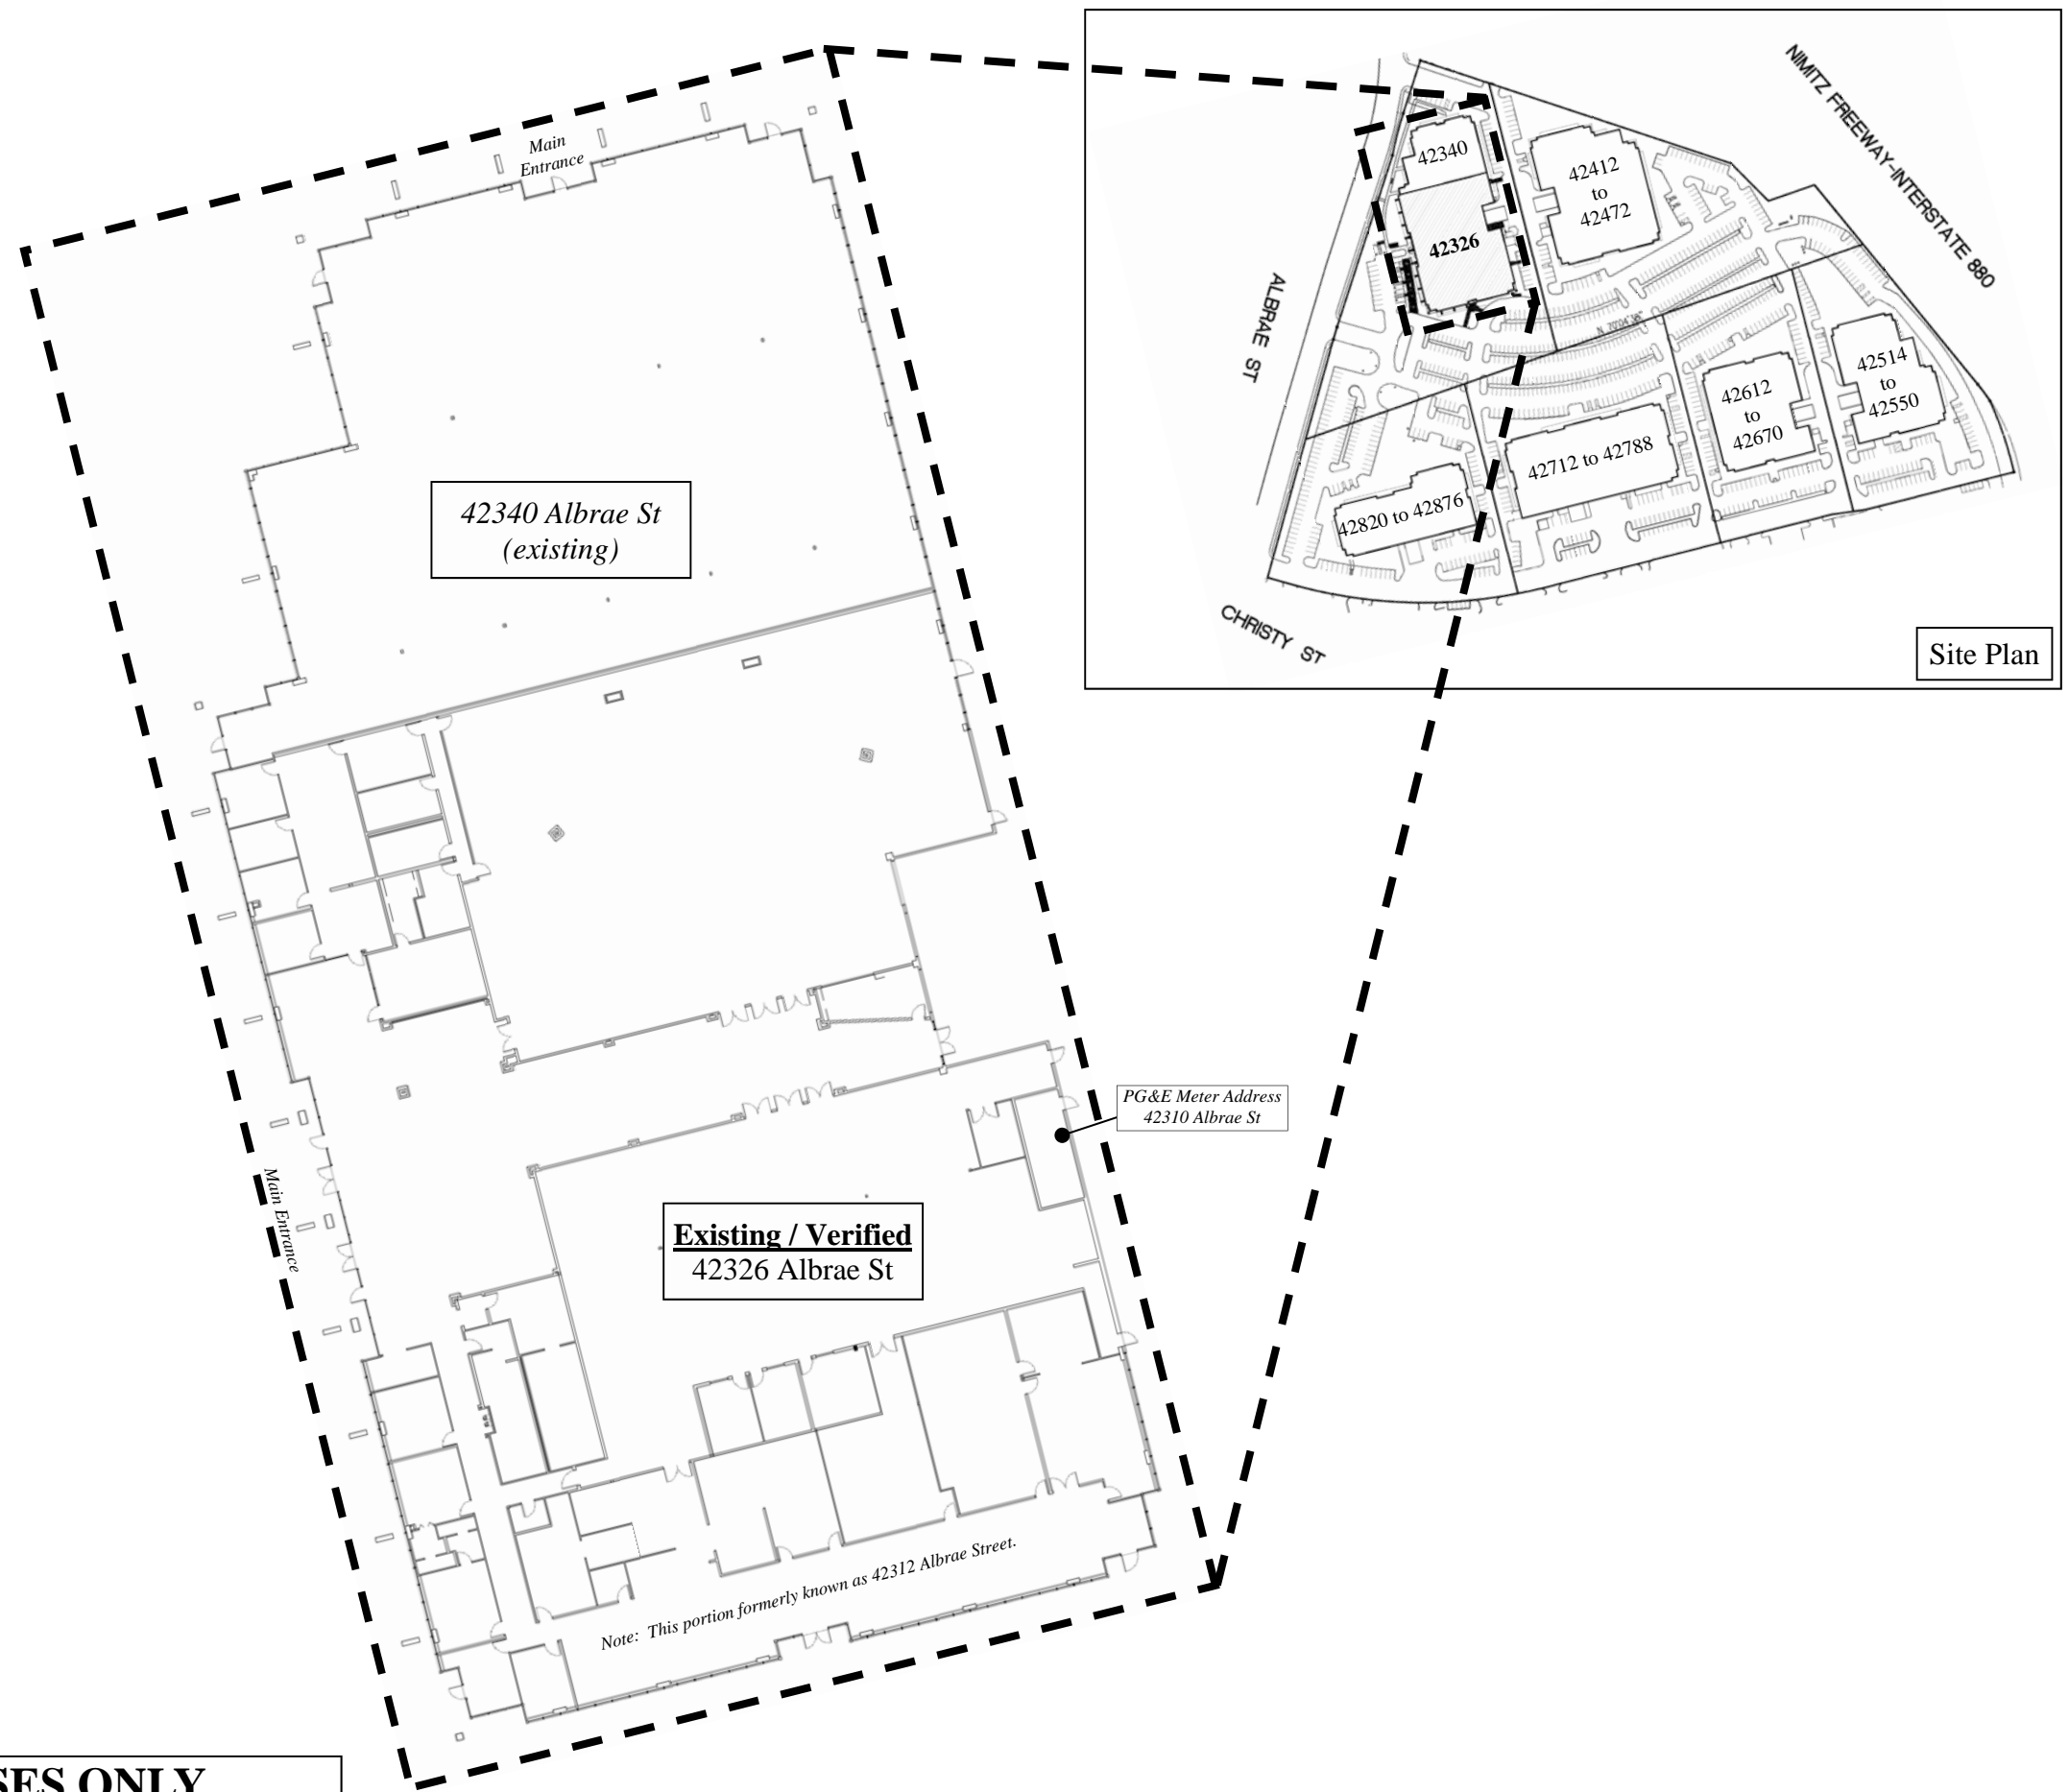 Main
Entrance
42340 Albrae St
(existing)
PG&E Meter Address
42310 Albrae St
Main Entrance
Existing / Verified
42326 Albrae St
Note:  This portion formerly known as 42312 Albrae Street.
SES ONLY
NIMITZ FREEWAY-INTERSTATE 880
42340
42412
to
42472
42326
ALBRAE ST
42514
to
42550
42612
to
42670
42712 to 42788
42820 to 42876
CHRISTY ST
Site Plan